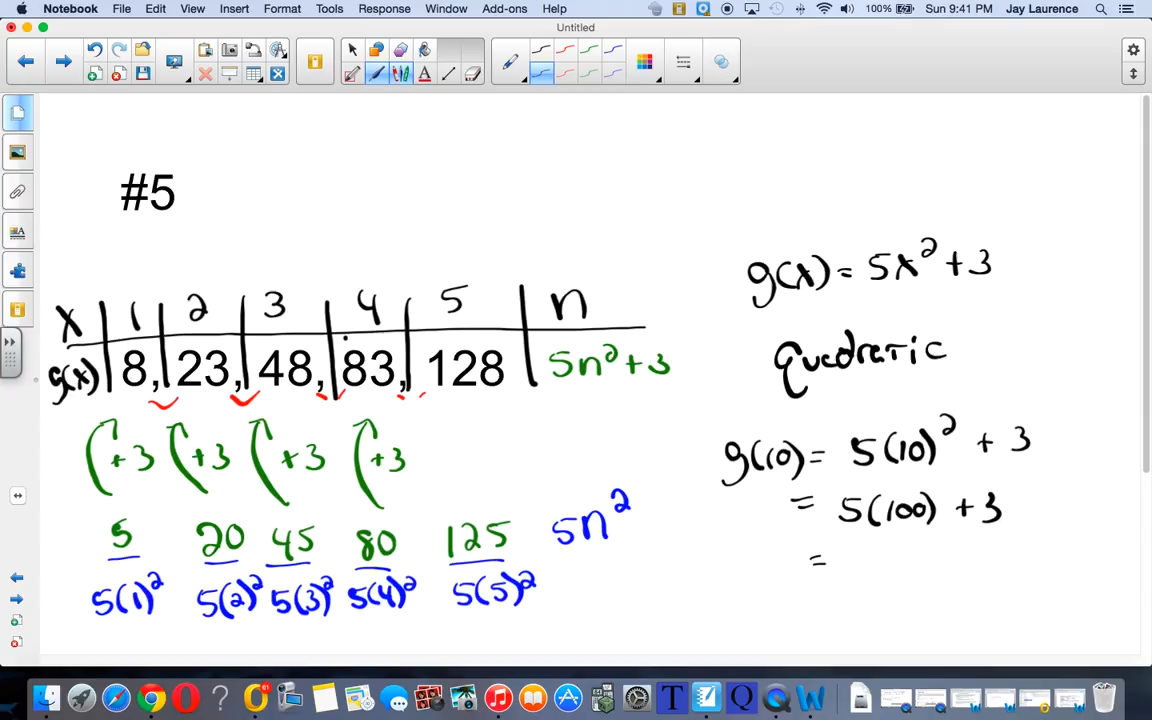 Notebook File Edit View Insert Format Tools Response Window Add-ons Help 100% Sun 9:41 PM Jay Laurence
Untitled
#5
x 1 2 3 4 5 n
g(x) 8, 23, 48, 83, 128 5n²+3
+3 +3 +3 +3
5 20 45 80 125 5n²
5(1)² 5(2)² 5(3)² 5(4)² 5(5)²
g(x) = 5x² + 3
quadratic
g(10) = 5(10)² + 3
= 5(100) + 3
=